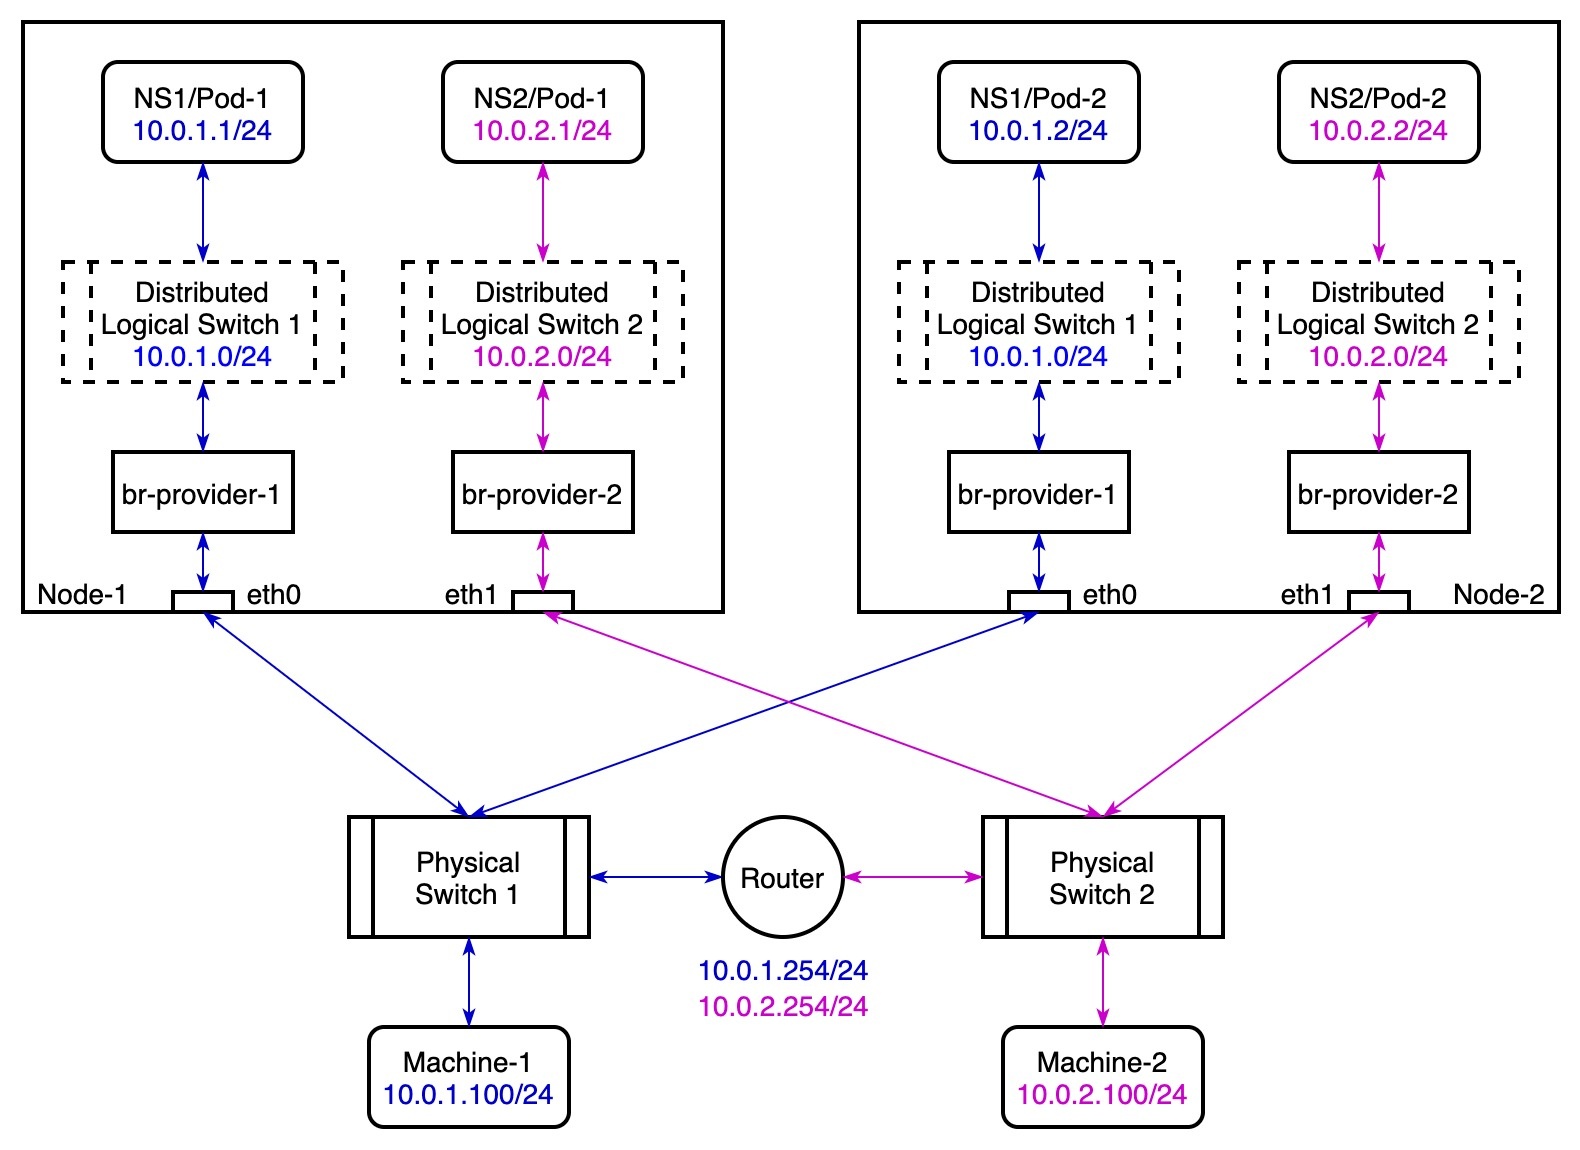 NS1/Pod-1
10.0.1.1/24
NS2/Pod-1
10.0.2.1/24
NS1/Pod-2
10.0.1.2/24
NS2/Pod-2
10.0.2.2/24
Distributed
Logical Switch 1
10.0.1.0/24
Distributed
Logical Switch 2
10.0.2.0/24
Distributed
Logical Switch 1
10.0.1.0/24
Distributed
Logical Switch 2
10.0.2.0/24
br-provider-1
br-provider-2
br-provider-1
br-provider-2
Node-1
eth0
eth1
eth0
eth1
Node-2
Physical
Switch 1
Router
Physical
Switch 2
10.0.1.254/24
10.0.2.254/24
Machine-1
10.0.1.100/24
Machine-2
10.0.2.100/24